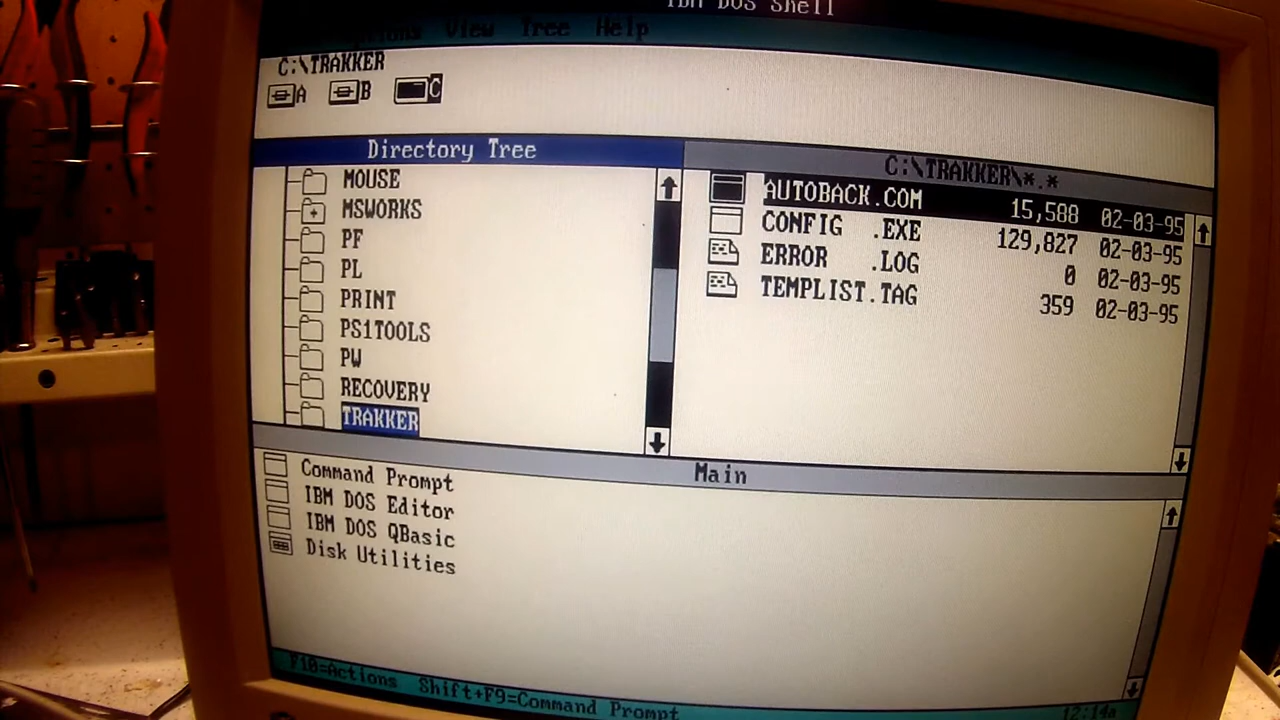 IBM DOS Shell
Options View Tree Help
C:\TRAKKER
A B C
Directory Tree
MOUSE
MSWORKS
PF
PL
PRINT
PS1TOOLS
PW
RECOVERY
TRAKKER
C:\TRAKKER\*.*
AUTOBACK.COM 15,588 02-03-95
CONFIG .EXE 129,827 02-03-95
ERROR .LOG 0 02-03-95
TEMPLIST.TAG 359 02-03-95
Main
Command Prompt
IBM DOS Editor
IBM DOS QBasic
Disk Utilities
F10=Actions Shift+F9=Command Prompt 12:14a